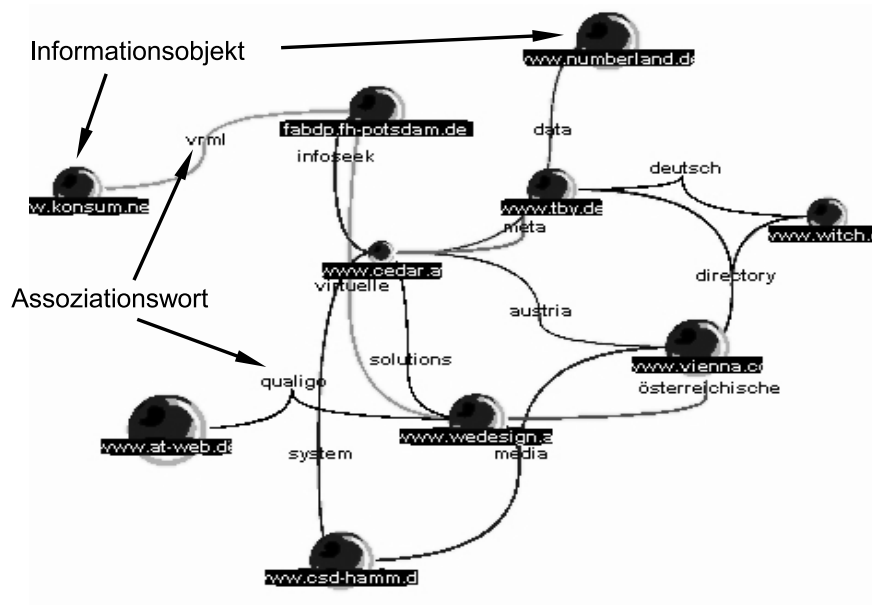 Informationsobjekt
www.numberland.de
fabdp.fh-potsdam.de
data
vrml
infoseek
deutsch
w.konsum.ne
www.tby.de
meta
www.witch.
www.cedar.a
virtuelle
directory
Assoziationswort
austria
solutions
www.vienna.co
qualigo
österreichische
www.at-web.de
www.wedesign.a
system
media
www.csd-hamm.d